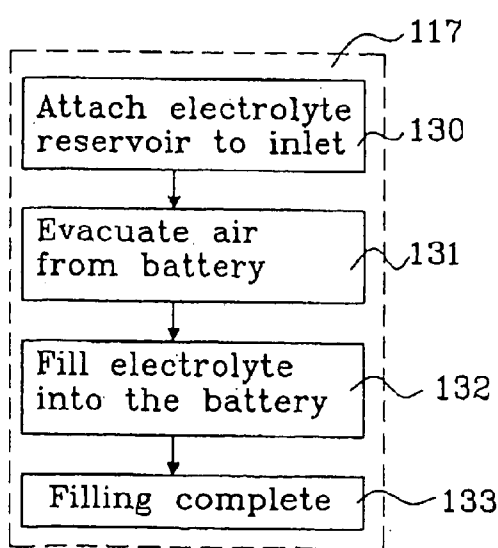 117
Attach electrolyte
reservoir to inlet
130
Evacuate air
from battery
131
Fill electrolyte
into the battery
132
Filling complete
133